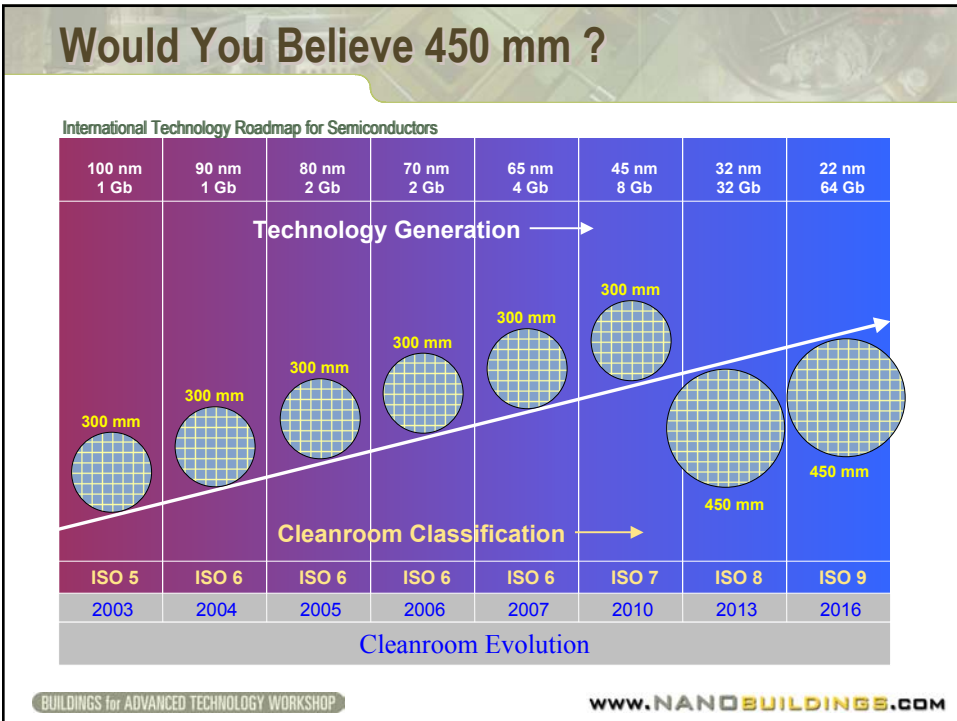 Would You Believe 450 mm ?
International Technology Roadmap for Semiconductors
100 nm 90 nm 80 nm 70 nm 65 nm 45 nm 32 nm 22 nm
1 Gb 1 Gb 2 Gb 2 Gb 4 Gb 8 Gb 32 Gb 64 Gb
Technology Generation
300 mm
300 mm
300 mm
300 mm
300 mm
300 mm
450 mm
450 mm
Cleanroom Classification
ISO 5 ISO 6 ISO 6 ISO 6 ISO 6 ISO 7 ISO 8 ISO 9
2003 2004 2005 2006 2007 2010 2013 2016
Cleanroom Evolution
BUILDINGS for ADVANCED TECHNOLOGY WORKSHOP
WWW.NANOBUILDINGS.COM